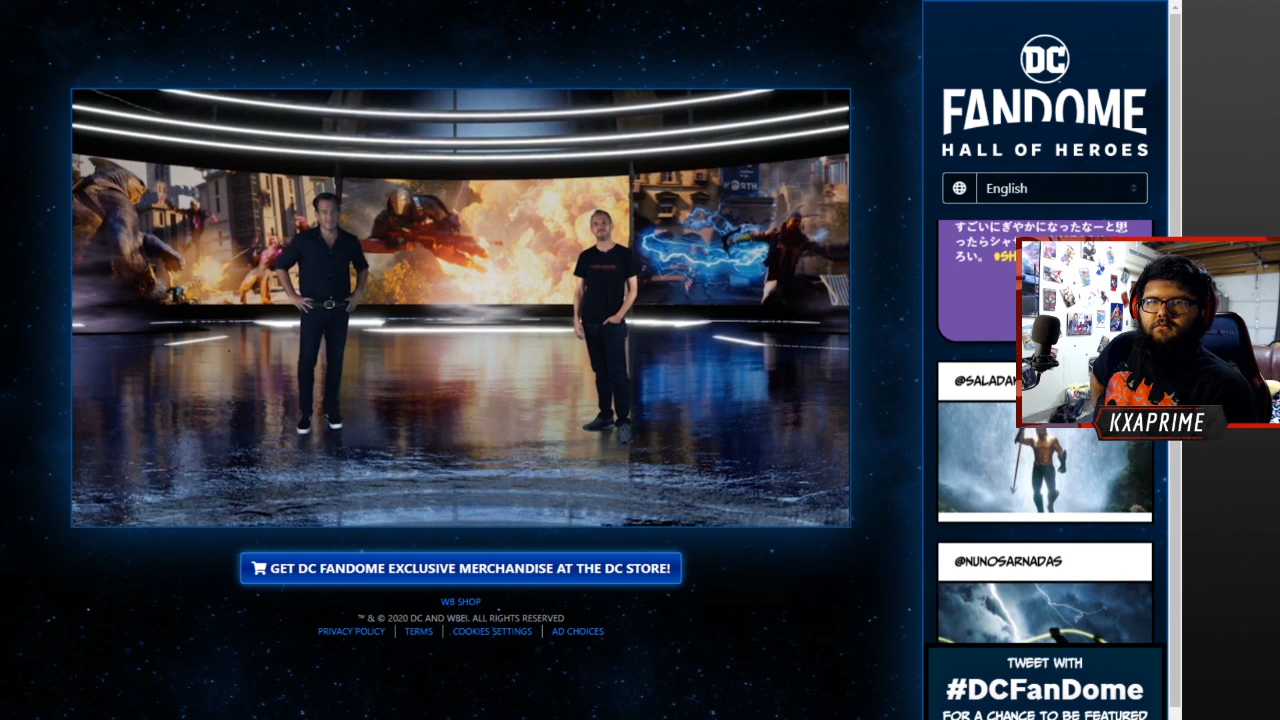 NORTH
GET DC FANDOME EXCLUSIVE MERCHANDISE AT THE DC STORE!
WB SHOP
™ & © 2020 DC AND WBEI. ALL RIGHTS RESERVED
PRIVACY POLICY | TERMS | COOKIES SETTINGS | AD CHOICES
DC
FANDOME
HALL OF HEROES
English
すごいにぎやかになったなーと思
ったらシャ
ろい。 #SH
@SALADA
KXAPRIME
@NUNOSARNADAS
TWEET WITH
#DCFanDome
FOR A CHANCE TO BE FEATURED